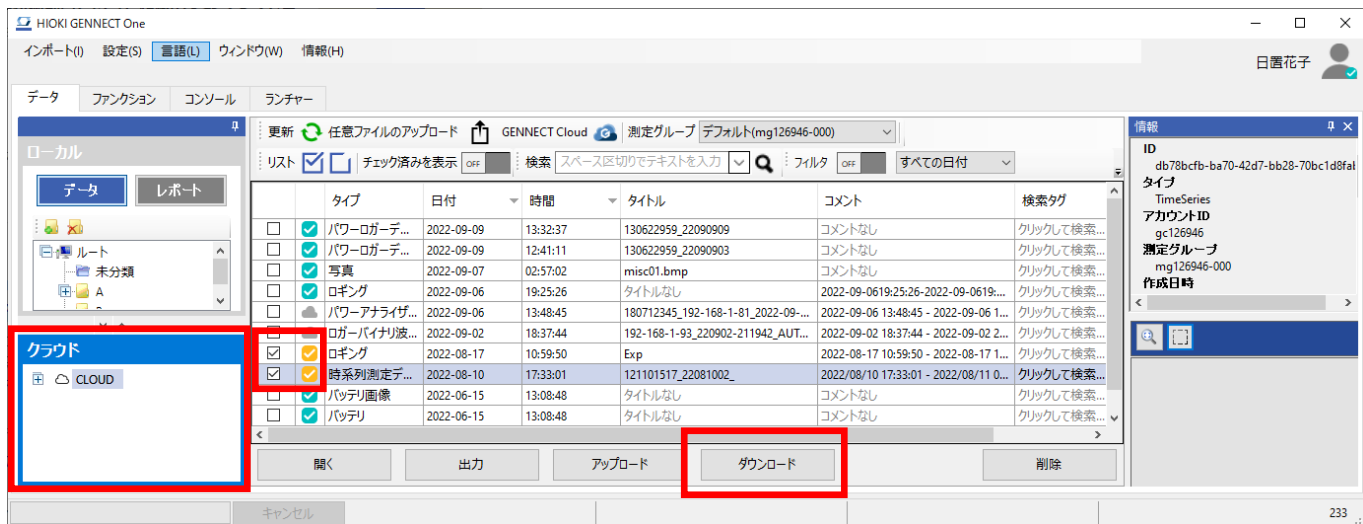 HIOKI GENNECT One
インポート(I) 設定(S) 言語(L) ウィンドウ(W) 情報(H)
日置花子
データ ファンクション コンソール ランチャー
ローカル
データ レポート
ルート
未分類
A
クラウド
CLOUD
更新 任意ファイルのアップロード GENNECT Cloud 測定グループ デフォルト(mg126946-000)
リスト チェック済みを表示 OFF 検索 スペース区切りでテキストを入力 フィルタ OFF すべての日付
タイプ 日付 時間 タイトル コメント 検索タグ
パワーロガーデ... 2022-09-09 13:32:37 130622959_22090909 コメントなし クリックして検索...
パワーロガーデ... 2022-09-09 12:41:11 130622959_22090903 コメントなし クリックして検索...
写真 2022-09-07 02:57:02 misc01.bmp コメントなし クリックして検索...
ロギング 2022-09-06 19:25:26 タイトルなし 2022-09-0619:25:26-2022-09-0619:... クリックして検索...
パワーアナライザ... 2022-09-06 13:48:45 180712345_192-168-1-81_2022-09-... 2022-09-06 13:48:45 - 2022-09-06 1... クリックして検索...
ロガーバイナリ波... 2022-09-02 18:37:44 192-168-1-93_220902-211942_AUT... 2022-09-02 18:37:44 - 2022-09-02 2... クリックして検索...
ロギング 2022-08-17 10:59:50 Exp 2022-08-17 10:59:50 - 2022-08-17 1... クリックして検索...
時系列測定デ... 2022-08-10 17:33:01 121101517_22081002_ 2022/08/10 17:33:01 - 2022/08/11 0... クリックして検索...
バッテリ画像 2022-06-15 13:08:48 タイトルなし コメントなし クリックして検索...
バッテリ 2022-06-15 13:08:48 タイトルなし コメントなし クリックして検索...
開く 出力 アップロード ダウンロード 削除
情報
ID
db78bcfb-ba70-42d7-bb28-70bc1d8fal
タイプ
TimeSeries
アカウントID
gc126946
測定グループ
mg126946-000
作成日時
キャンセル
233